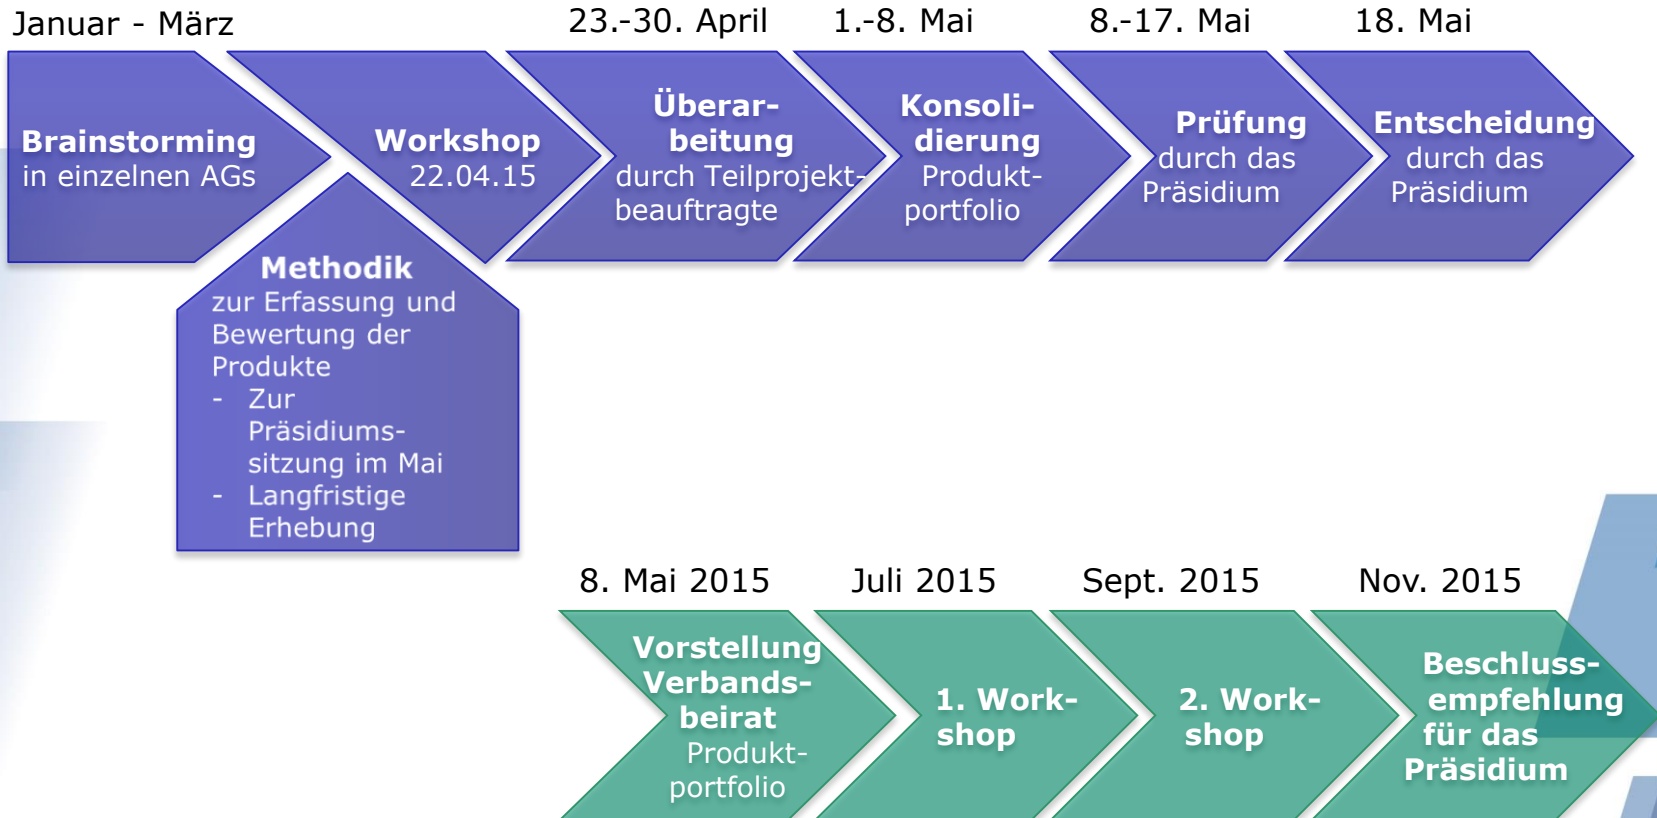 Januar - März
23.-30. April
1.-8. Mai
8.-17. Mai
18. Mai
Brainstorming
in einzelnen AGs
Workshop
22.04.15
Überar-
beitung
durch Teilprojekt-
beauftragte
Konsoli-
dierung
Produkt-
portfolio
Prüfung
durch das
Präsidium
Entscheidung
durch das
Präsidium
Methodik
zur Erfassung und
Bewertung der
Produkte
- Zur
Präsidiums-
sitzung im Mai
- Langfristige
Erhebung
8. Mai 2015
Juli 2015
Sept. 2015
Nov. 2015
Vorstellung
Verbands-
beirat
Produkt-
portfolio
1. Work-
shop
2. Work-
shop
Beschluss-
empfehlung
für das
Präsidium